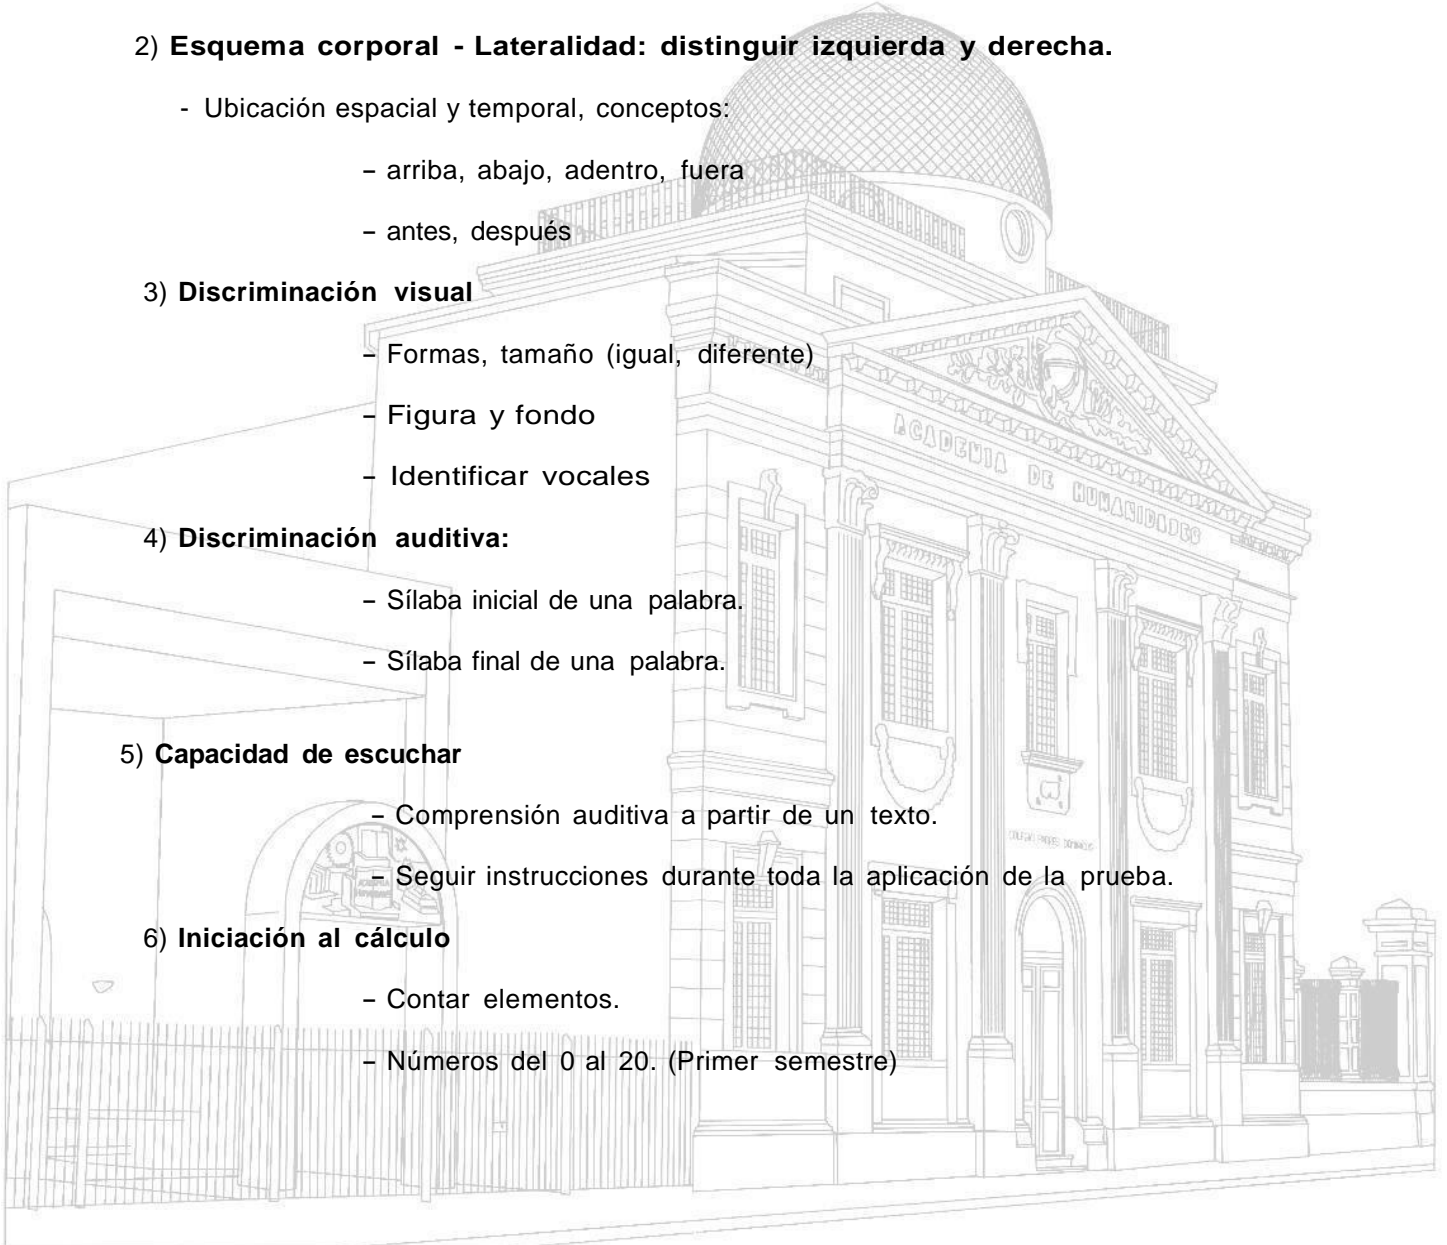 2) Esquema corporal - Lateralidad: distinguir izquierda y derecha.
- Ubicación espacial y temporal, conceptos:
– arriba, abajo, adentro, fuera
– antes, después
3) Discriminación visual
– Formas, tamaño (igual, diferente)
– Figura y fondo
– Identificar vocales
ACADEMIA DE HUMANIDADES
4) Discriminación auditiva:
– Sílaba inicial de una palabra.
– Sílaba final de una palabra.
5) Capacidad de escuchar
– Comprensión auditiva a partir de un texto.
– Seguir instrucciones durante toda la aplicación de la prueba.
6) Iniciación al cálculo
– Contar elementos.
– Números del 0 al 20. (Primer semestre)